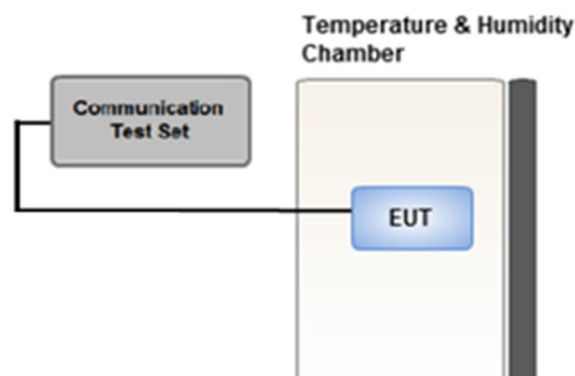 Temperature & Humidity
Chamber
Communication
Test Set
EUT